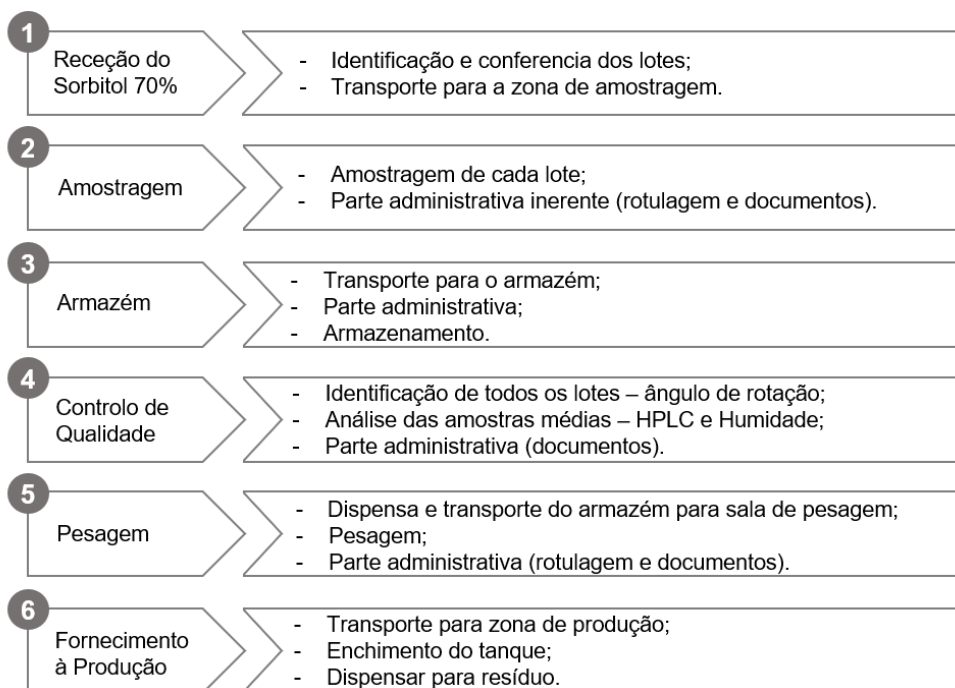 1
Receção do
Sorbitol 70%
- Identificação e conferencia dos lotes;
- Transporte para a zona de amostragem.
2
Amostragem
- Amostragem de cada lote;
- Parte administrativa inerente (rotulagem e documentos).
3
Armazém
- Transporte para o armazém;
- Parte administrativa;
- Armazenamento.
4
Controlo de
Qualidade
- Identificação de todos os lotes – ângulo de rotação;
- Análise das amostras médias – HPLC e Humidade;
- Parte administrativa (documentos).
5
Pesagem
- Dispensa e transporte do armazém para sala de pesagem;
- Pesagem;
- Parte administrativa (rotulagem e documentos).
6
Fornecimento
à Produção
- Transporte para zona de produção;
- Enchimento do tanque;
- Dispensar para resíduo.